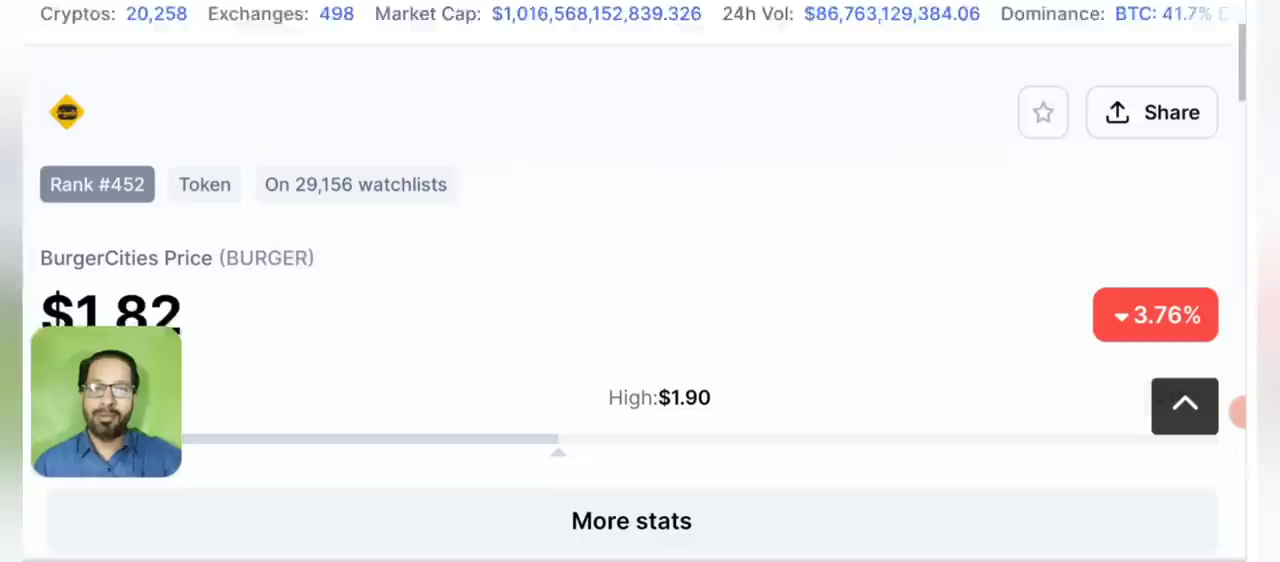 Cryptos: 20,258 Exchanges: 498 Market Cap: $1,016,568,152,839.326 24h Vol: $86,763,129,384.06 Dominance: BTC: 41.7%
Share
Rank #452 Token On 29,156 watchlists
BurgerCities Price (BURGER)
$1.82
3.76%
High:$1.90
More stats